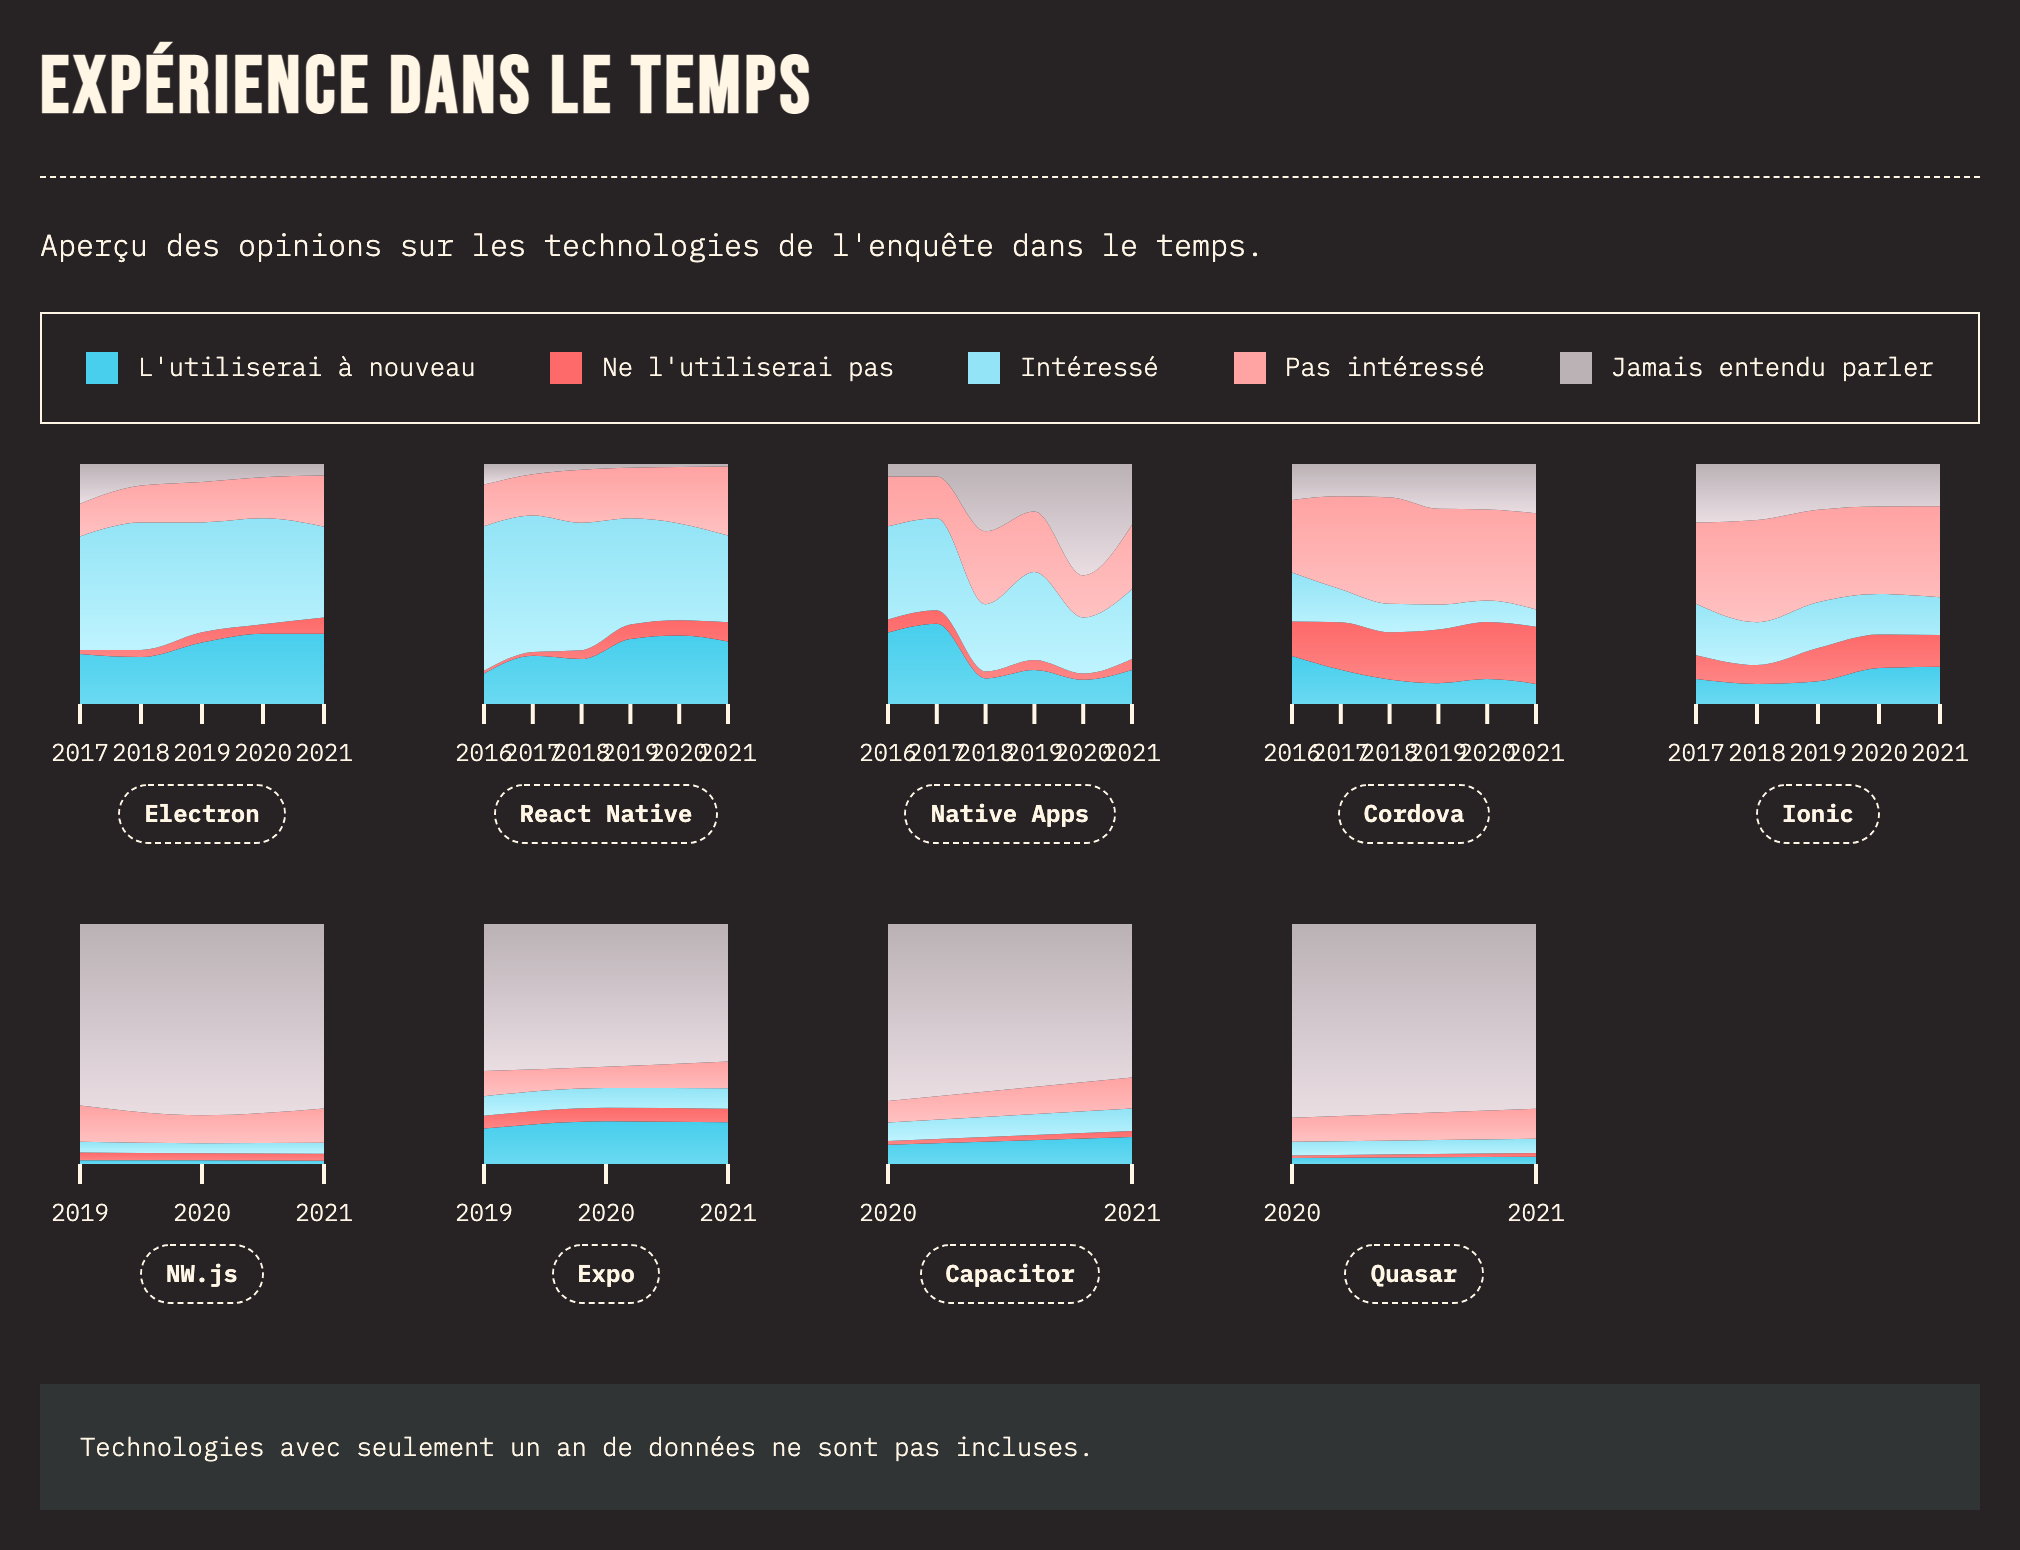 EXPÉRIENCE DANS LE TEMPS
Aperçu des opinions sur les technologies de l'enquête dans le temps.
L'utiliserai à nouveau Ne l'utiliserai pas Intéressé Pas intéressé Jamais entendu parler
2017 2018 2019 2020 2021 2016 2017 2018 2019 2020 2021 2016 2017 2018 2019 2020 2021 2016 2017 2018 2019 2020 2021 2017 2018 2019 2020 2021
Electron React Native Native Apps Cordova Ionic
2019 2020 2021 2019 2020 2021 2020 2021 2020 2021
NW.js Expo Capacitor Quasar
Technologies avec seulement un an de données ne sont pas incluses.